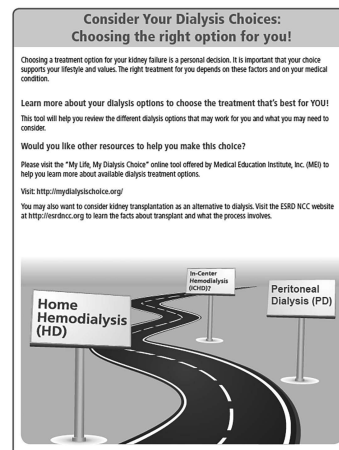 Consider Your Dialysis Choices:
Choosing the right option for you!
Choosing a treatment option for your kidney failure is a personal decision. It is important that your choice
supports your lifestyle and values. The right treatment for you depends on these factors and on your medical
condition.
Learn more about your dialysis options to choose the treatment that's best for YOU!
This tool will help you review the different dialysis options that may work for you and what you may need to
consider.
Would you like other resources to help you make this choice?
Please visit the "My Life, My Dialysis Choice" online tool offered by Medical Education Institute, Inc. (MEI) to
help you learn more about available dialysis treatment options.
Visit: http://mydialysischoice.org/
You may also want to consider kidney transplantation as an alternative to dialysis. Visit the ESRD NCC website
at http://esrdncc.org to learn the facts about transplant and what the process involves.
In-Center
Hemodialysis
(ICHD)?
Peritoneal
Dialysis (PD)
Home
Hemodialysis
(HD)